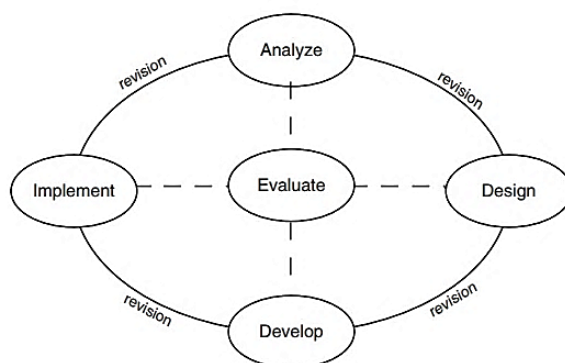 Analyze
revision
revision
Implement
Evaluate
Design
revision
revision
Develop